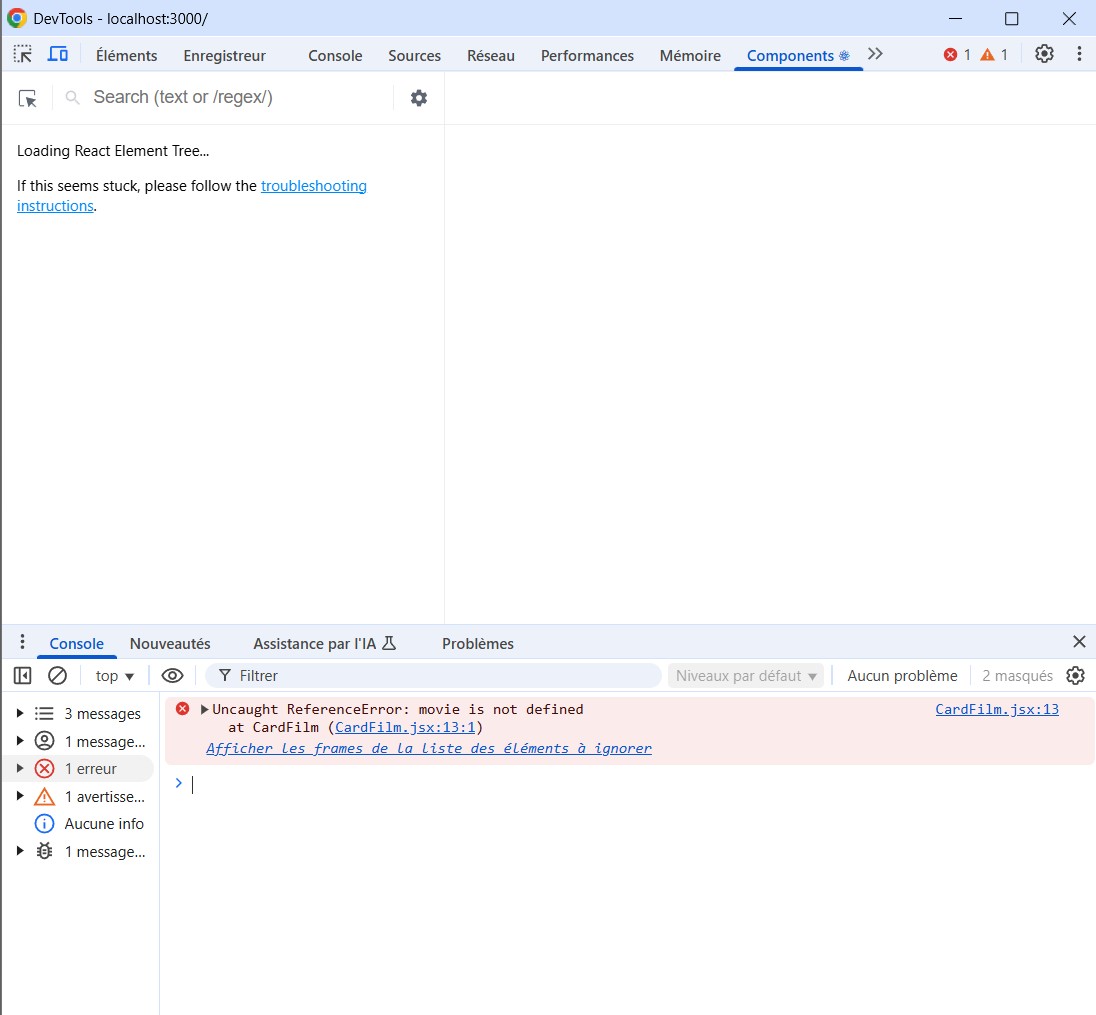 DevTools - localhost:3000/
Éléments Enregistreur Console Sources Réseau Performances Mémoire Components 1 1
Search (text or /regex/)
Loading React Element Tree...
If this seems stuck, please follow the troubleshooting
instructions.
Console Nouveautés Assistance par l'IA Problèmes
top Filtrer Niveaux par défaut Aucun problème 2 masqués
3 messages
1 message...
1 erreur
1 avertisse...
Aucune info
1 message...
Uncaught ReferenceError: movie is not defined CardFilm.jsx:13
at CardFilm (CardFilm.jsx:13:1)
Afficher les frames de la liste des éléments à ignorer